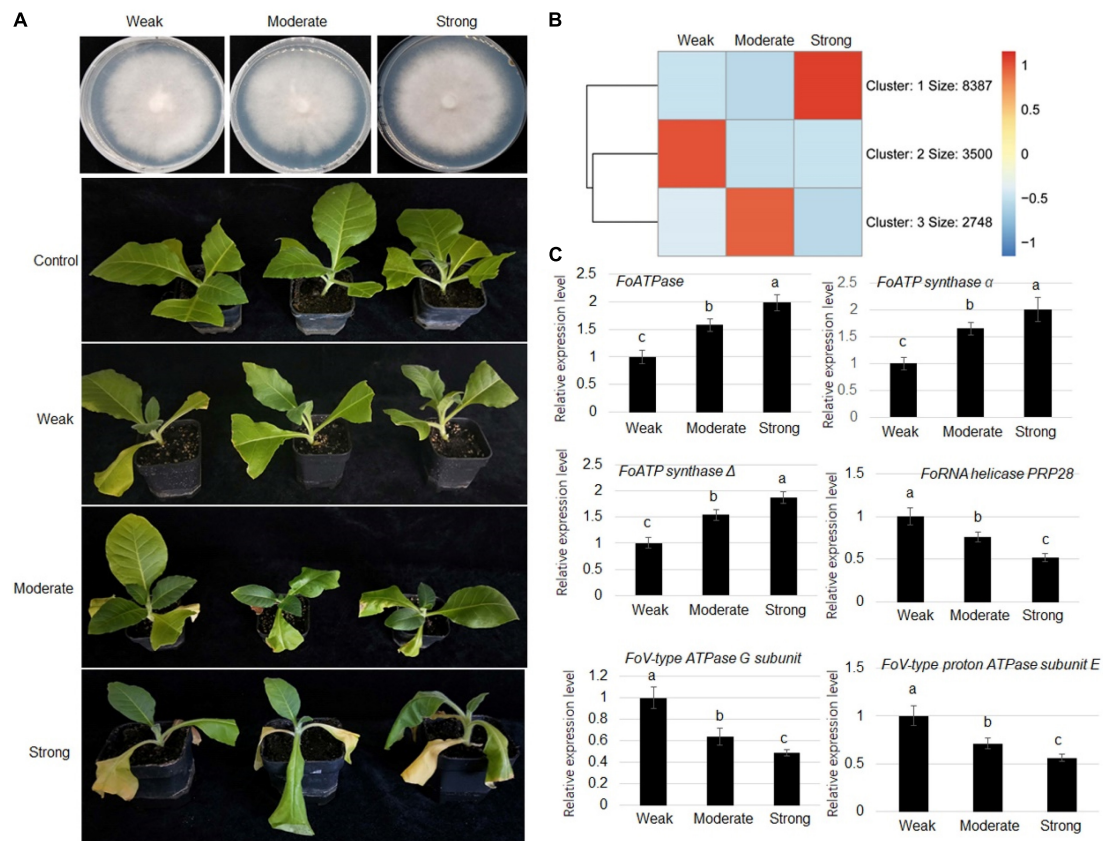 A
Weak Moderate Strong
Control
Weak
Moderate
Strong
B
Weak Moderate Strong
Cluster: 1 Size: 8387
Cluster: 2 Size: 3500
Cluster: 3 Size: 2748
1
0.5
0
−0.5
−1
C
FoATPase
Relative expression level
2.5
2
1.5
1
0.5
0
c
b
a
Weak Moderate Strong
FoATP synthase α
Relative expression level
2.5
2
1.5
1
0.5
0
c
b
a
Weak Moderate Strong
FoATP synthase Δ
Relative expression level
2.5
2
1.5
1
0.5
0
c
b
a
Weak Moderate Strong
FoRNA helicase PRP28
Relative expression level
1.5
1
0.5
0
a
b
c
Weak Moderate Strong
FoV-type ATPase G subunit
Relative expression level
1.2
1
0.8
0.6
0.4
0.2
0
a
b
c
Weak Moderate Strong
FoV-type proton ATPase subunit E
Relative expression level
1.5
1
0.5
0
a
b
c
Weak Moderate Strong